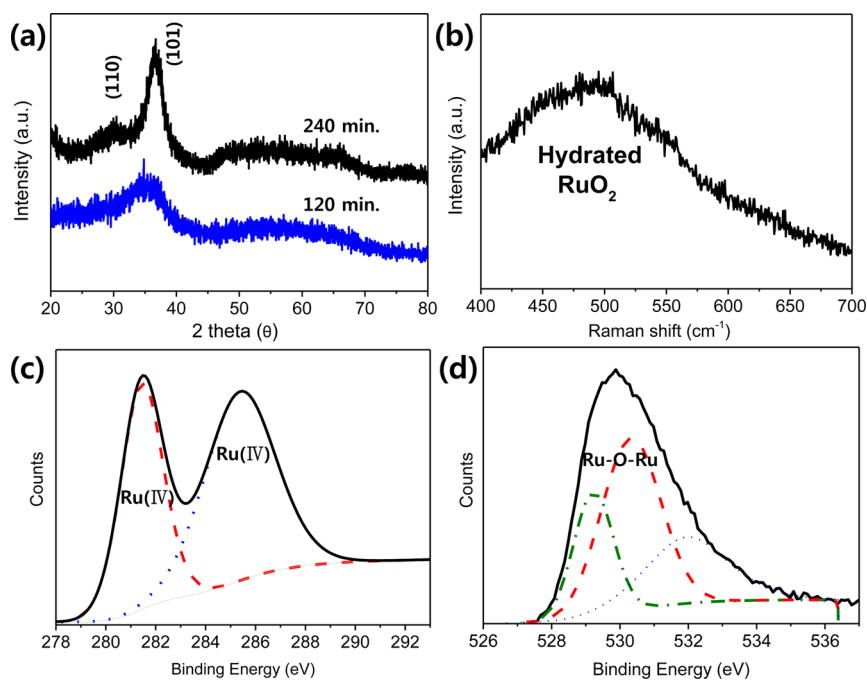 (a)
(110)
(101)
240 min.
120 min.
Intensity (a.u.)
20 30 40 50 60 70 80
2 theta (θ)
(b)
Hydrated
RuO₂
Intensity (a.u.)
400 450 500 550 600 650 700
Raman shift (cm⁻¹)
(c)
Ru(Ⅳ)
Ru(Ⅳ)
Counts
278 280 282 284 286 288 290 292
Binding Energy (eV)
(d)
Ru-O-Ru
Counts
526 528 530 532 534 536
Binding Energy (eV)